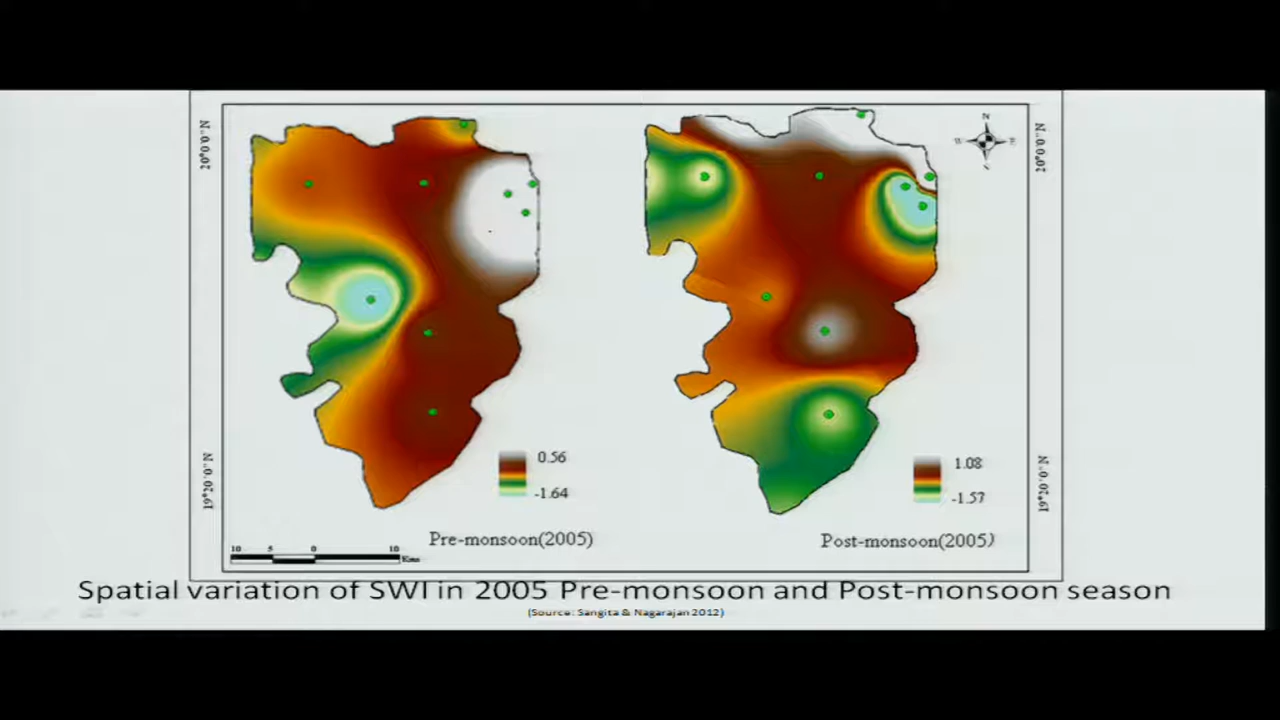 20°0'0"N
N
W
E
20°0'0"N
19°20'0"N
0.56
-1.64
1.08
-1.57
19°20'0"N
Pre-monsoon(2005)
Post-monsoon(2005)
10 5 0 10
Kms
Spatial variation of SWI in 2005 Pre-monsoon and Post-monsoon season
(Source: Sangita & Nagarajan 2012)